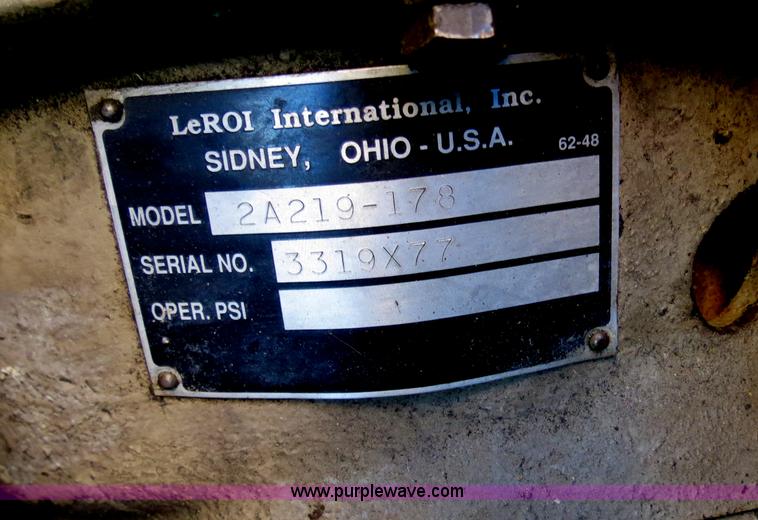 LeROI International, Inc.
SIDNEY, OHIO - U.S.A. 62-48
MODEL 2A219-178
SERIAL NO. 3319X77
OPER. PSI
www.purplewave.com